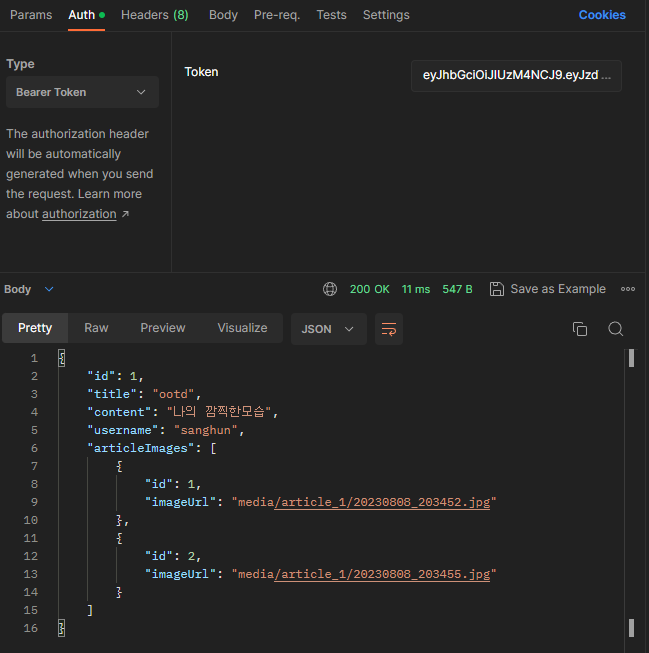 Params Auth Headers (8) Body Pre-req. Tests Settings Cookies
Type
Bearer Token
The authorization header
will be automatically
generated when you send
the request. Learn more
about authorization ↗
Token
eyJhbGciOiJIUzM4NCJ9.eyJzd ...
Body 200 OK 11 ms 547 B Save as Example
Pretty Raw Preview Visualize JSON
1 {
2 "id": 1,
3 "title": "ootd",
4 "content": "나의 깜찍한모습",
5 "username": "sanghun",
6 "articleImages": [
7 {
8 "id": 1,
9 "imageUrl": "media/article_1/20230808_203452.jpg"
10 },
11 {
12 "id": 2,
13 "imageUrl": "media/article_1/20230808_203455.jpg"
14 }
15 ]
16 }